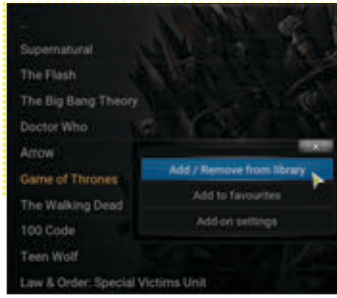 ..
Supernatural
The Flash
The Big Bang Theory
Doctor Who
Arrow
Game of Thrones
The Walking Dead
100 Code
Teen Wolf
Law & Order: Special Victims Unit
Add / Remove from library
Add to favourites
Add-on settings